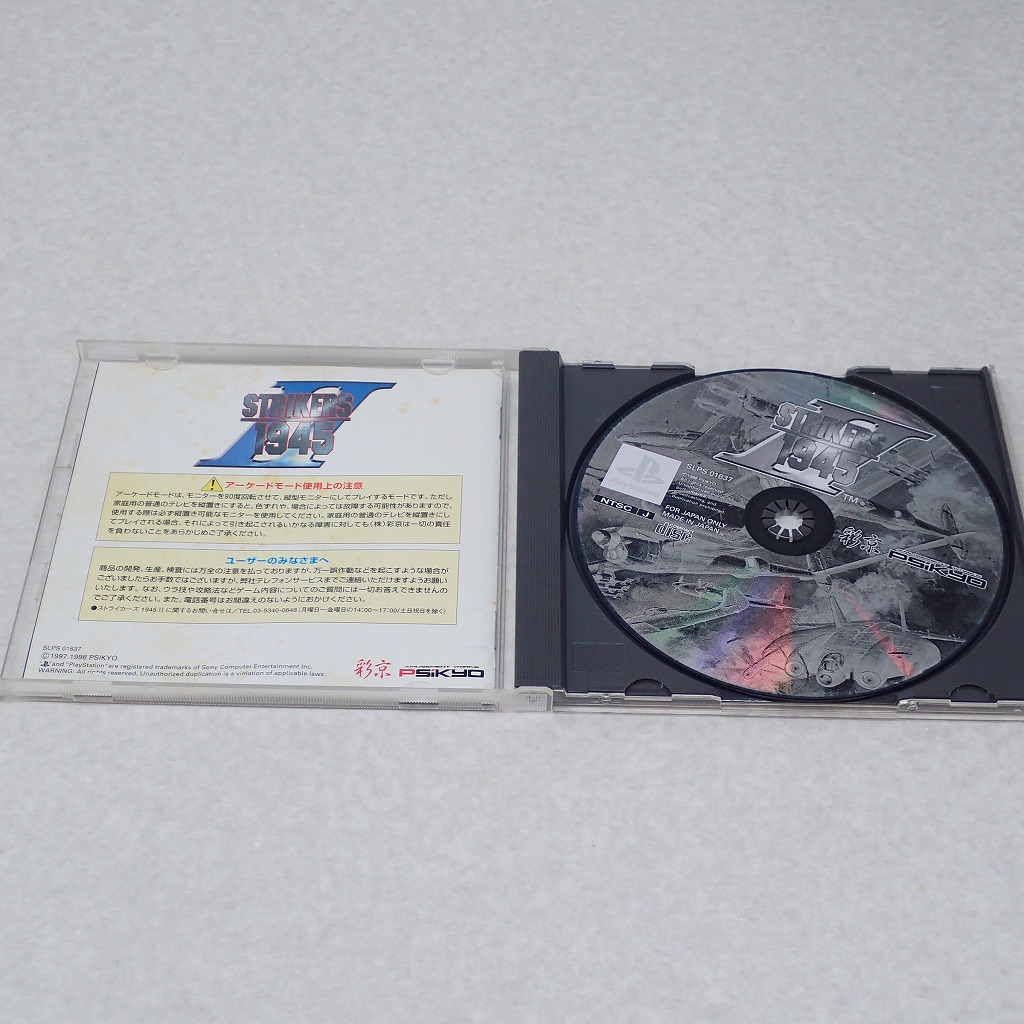 STRIKERS
1945
II
アーケードモード使用上の注意
アーケードモードは、モニターを90度回転させて、縦型モニターにしてプレイするモードです。ただし
家庭用の普通のテレビを縦置きにすると、色ずれや、場合によっては故障する可能性がありますので、
使用する際は必ず縦置き可能なモニターを使用してください。家庭用の普通のテレビを縦置きにし
てプレイされる場合、それによって引き起こされるいかなる障害に対しても(株)彩京は一切の責任
を負わないことをあらかじめご了承ください。
ユーザーのみなさまへ
商品の開発、生産、検査には万全の注意を払っておりますが、万一誤作動などを起こすような場合が
ございましたらお手数ではございますが、弊社テレフォンサービスまでご連絡いただけますようお願い
いたします。なお、ウラ技や攻略法などゲーム内容についてのご質問には一切お答えできませんので
ご了承ください。また、電話番号はお間違えのないようにおかけください。
●ストライカーズ 1945 II に関するお問い合せは/TEL.03-5340-0646 (月曜日〜金曜日の14:00〜17:00/土日祝日を除く)
SLPS 01637
©1997.1998 PSIKYO
"PS" and "PlayStation" are registered trademarks of Sony Computer Entertainment Inc.
WARNING: All rights reserved. Unauthorized duplication is a violation of applicable laws.
彩京 PSiKYO
STRIKERS
1945
II
TM
SLPS 01637
PlayStation
NTSC J
FOR JAPAN ONLY
MADE IN JAPAN
disc
彩京
PSiKYO